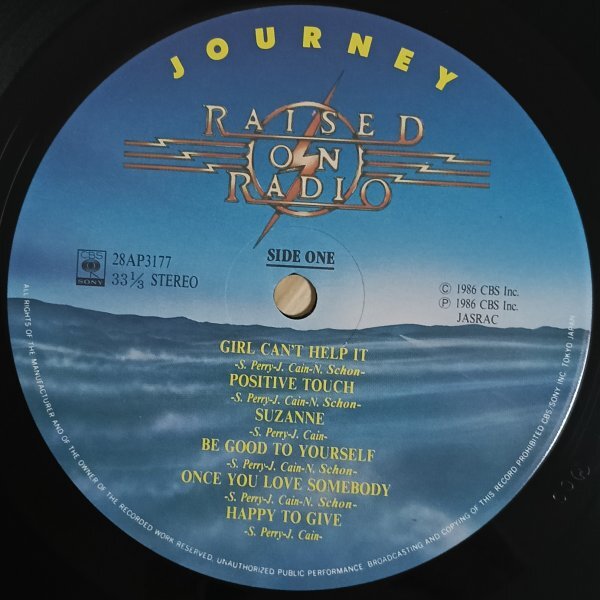 JOURNEY
RAISED
ON
RADIO
CBS
SONY
28AP3177
33 1/3 STEREO
SIDE ONE
© 1986 CBS Inc.
℗ 1986 CBS Inc.
JASRAC
GIRL CAN'T HELP IT
-S. Perry-J. Cain-N. Schon-
POSITIVE TOUCH
-S. Perry-J. Cain-N. Schon-
SUZANNE
-S. Perry-J. Cain-
BE GOOD TO YOURSELF
-S. Perry-J. Cain-N. Schon-
ONCE YOU LOVE SOMEBODY
-S. Perry-J. Cain-N. Schon-
HAPPY TO GIVE
-S. Perry-J. Cain-
ALL RIGHTS OF THE MANUFACTURER AND OF THE OWNER OF THE RECORDED WORK RESERVED, UNAUTHORIZED PUBLIC PERFORMANCE, BROADCASTING AND COPYING OF THIS RECORD PROHIBITED CBS/SONY INC. TOKYO JAPAN